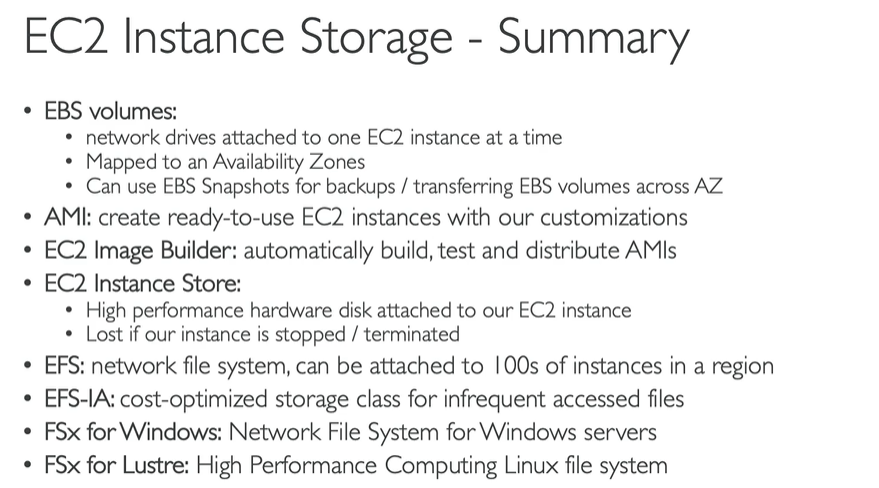 EC2 Instance Storage - Summary
• EBS volumes:
• network drives attached to one EC2 instance at a time
• Mapped to an Availability Zones
• Can use EBS Snapshots for backups / transferring EBS volumes across AZ
• AMI: create ready-to-use EC2 instances with our customizations
• EC2 Image Builder: automatically build, test and distribute AMIs
• EC2 Instance Store:
• High performance hardware disk attached to our EC2 instance
• Lost if our instance is stopped / terminated
• EFS: network file system, can be attached to 100s of instances in a region
• EFS-IA: cost-optimized storage class for infrequent accessed files
• FSx for Windows: Network File System for Windows servers
• FSx for Lustre: High Performance Computing Linux file system